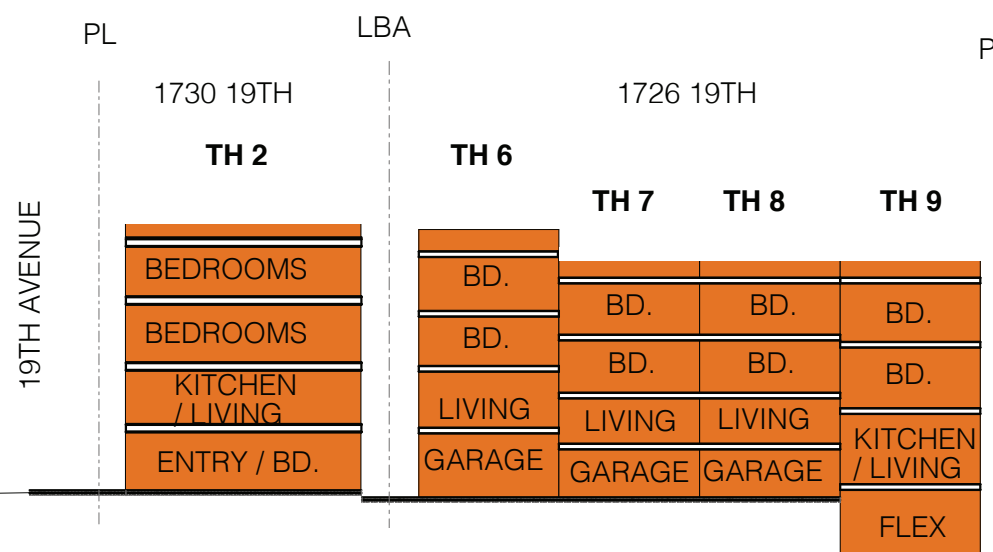 PL
LBA
P
1730 19TH
1726 19TH
TH 2
TH 6
TH 7
TH 8
TH 9
19TH AVENUE
BEDROOMS
BEDROOMS
KITCHEN
/ LIVING
ENTRY / BD.
BD.
BD.
LIVING
GARAGE
BD.
BD.
LIVING
GARAGE
BD.
BD.
LIVING
GARAGE
BD.
BD.
KITCHEN
/ LIVING
FLEX